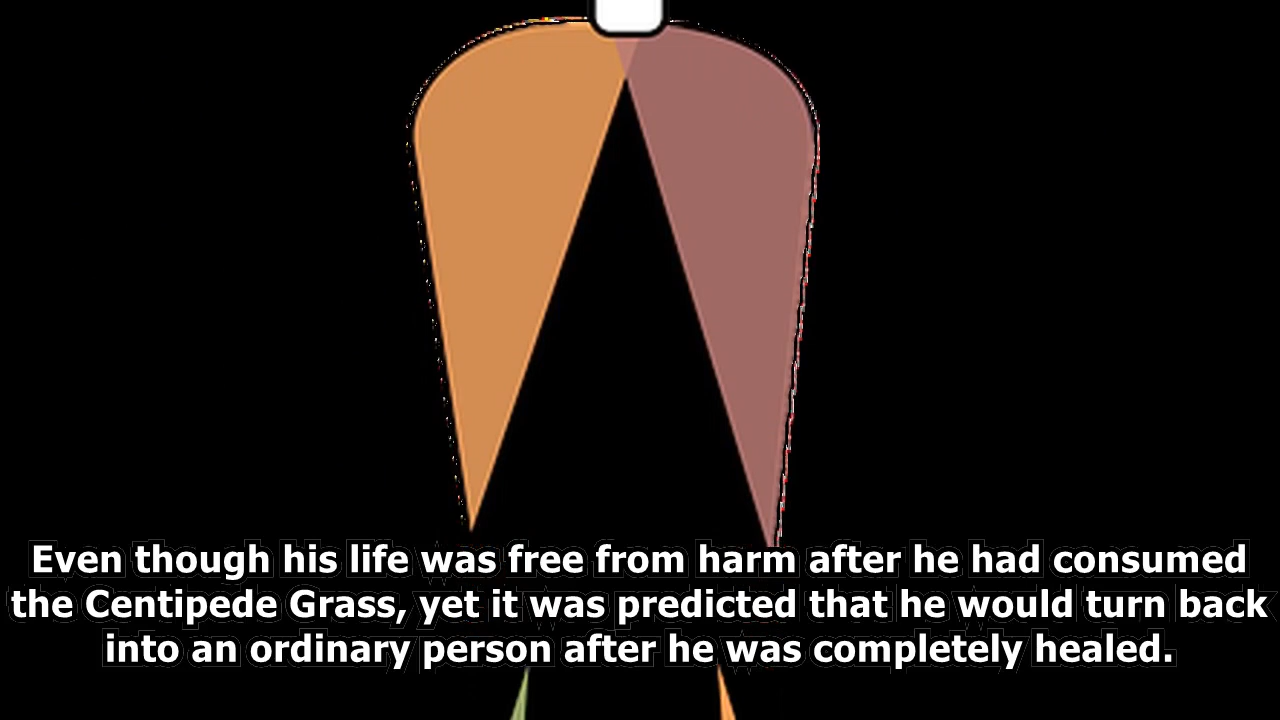 Even though his life was free from harm after he had consumed
the Centipede Grass, yet it was predicted that he would turn back
into an ordinary person after he was completely healed.